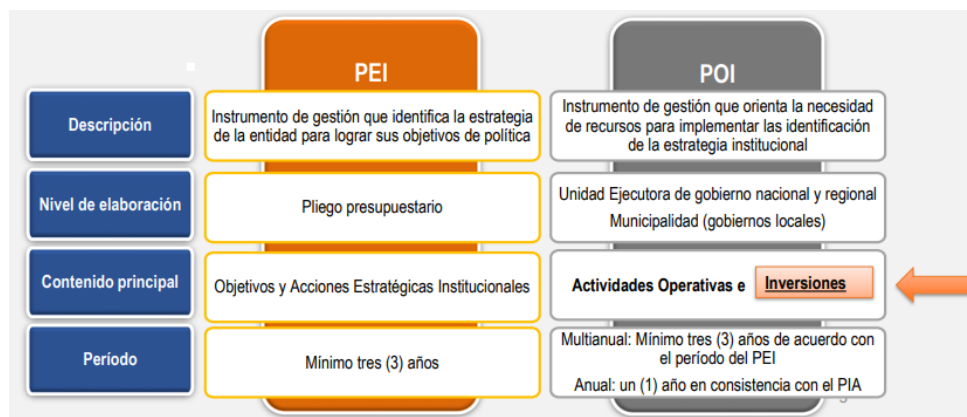 PEI
POI
Descripción
Instrumento de gestión que identifica la estrategia
de la entidad para lograr sus objetivos de política
Instrumento de gestión que orienta la necesidad
de recursos para implementar las identificación
de la estrategia institucional
Nivel de elaboración
Pliego presupuestario
Unidad Ejecutora de gobierno nacional y regional
Municipalidad (gobiernos locales)
Contenido principal
Objetivos y Acciones Estratégicas Institucionales
Actividades Operativas e Inversiones
Período
Mínimo tres (3) años
Multianual: Mínimo tres (3) años de acuerdo con
el período del PEI
Anual: un (1) año en consistencia con el PIA